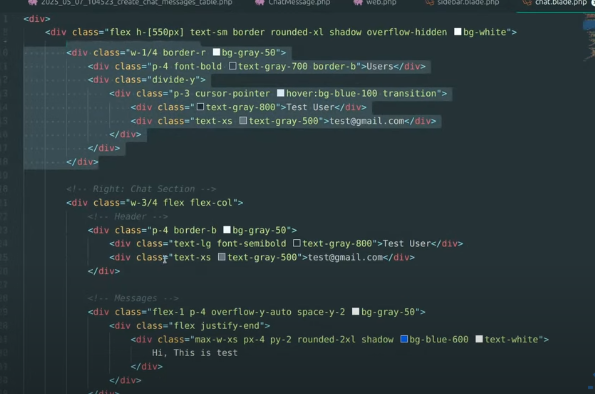 2025_05_07_104523_create_chat_messages_table.php ChatMessage.php web.php sidebar.blade.php chat.blade.php
<div>
<div class="flex h-[550px] text-sm border rounded-xl shadow overflow-hidden bg-white">
<div class="w-1/4 border-r bg-gray-50">
<div class="p-4 font-bold text-gray-700 border-b">Users</div>
<div class="divide-y">
<div class="p-3 cursor-pointer hover:bg-blue-100 transition">
<div class="text-gray-800">Test User</div>
<div class="text-xs text-gray-500">test@gmail.com</div>
</div>
</div>
</div>
<!-- Right: Chat Section -->
<div class="w-3/4 flex flex-col">
<!-- Header -->
<div class="p-4 border-b bg-gray-50">
<div class="text-lg font-semibold text-gray-800">Test User</div>
<div class="text-xs text-gray-500">test@gmail.com</div>
</div>
<!-- Messages -->
<div class="flex-1 p-4 overflow-y-auto space-y-2 bg-gray-50">
<div class="flex justify-end">
<div class="max-w-xs px-4 py-2 rounded-2xl shadow bg-blue-600 text-white">
Hi, This is test
</div>
</div>
</div>